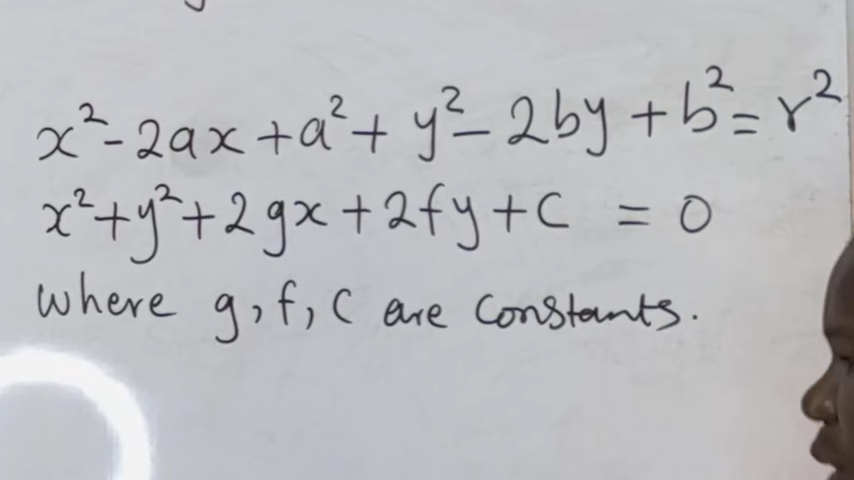 x² - 2ax + a² + y² - 2by + b² = r²
x² + y² + 2gx + 2fy + c = 0
where g, f, c are constants.